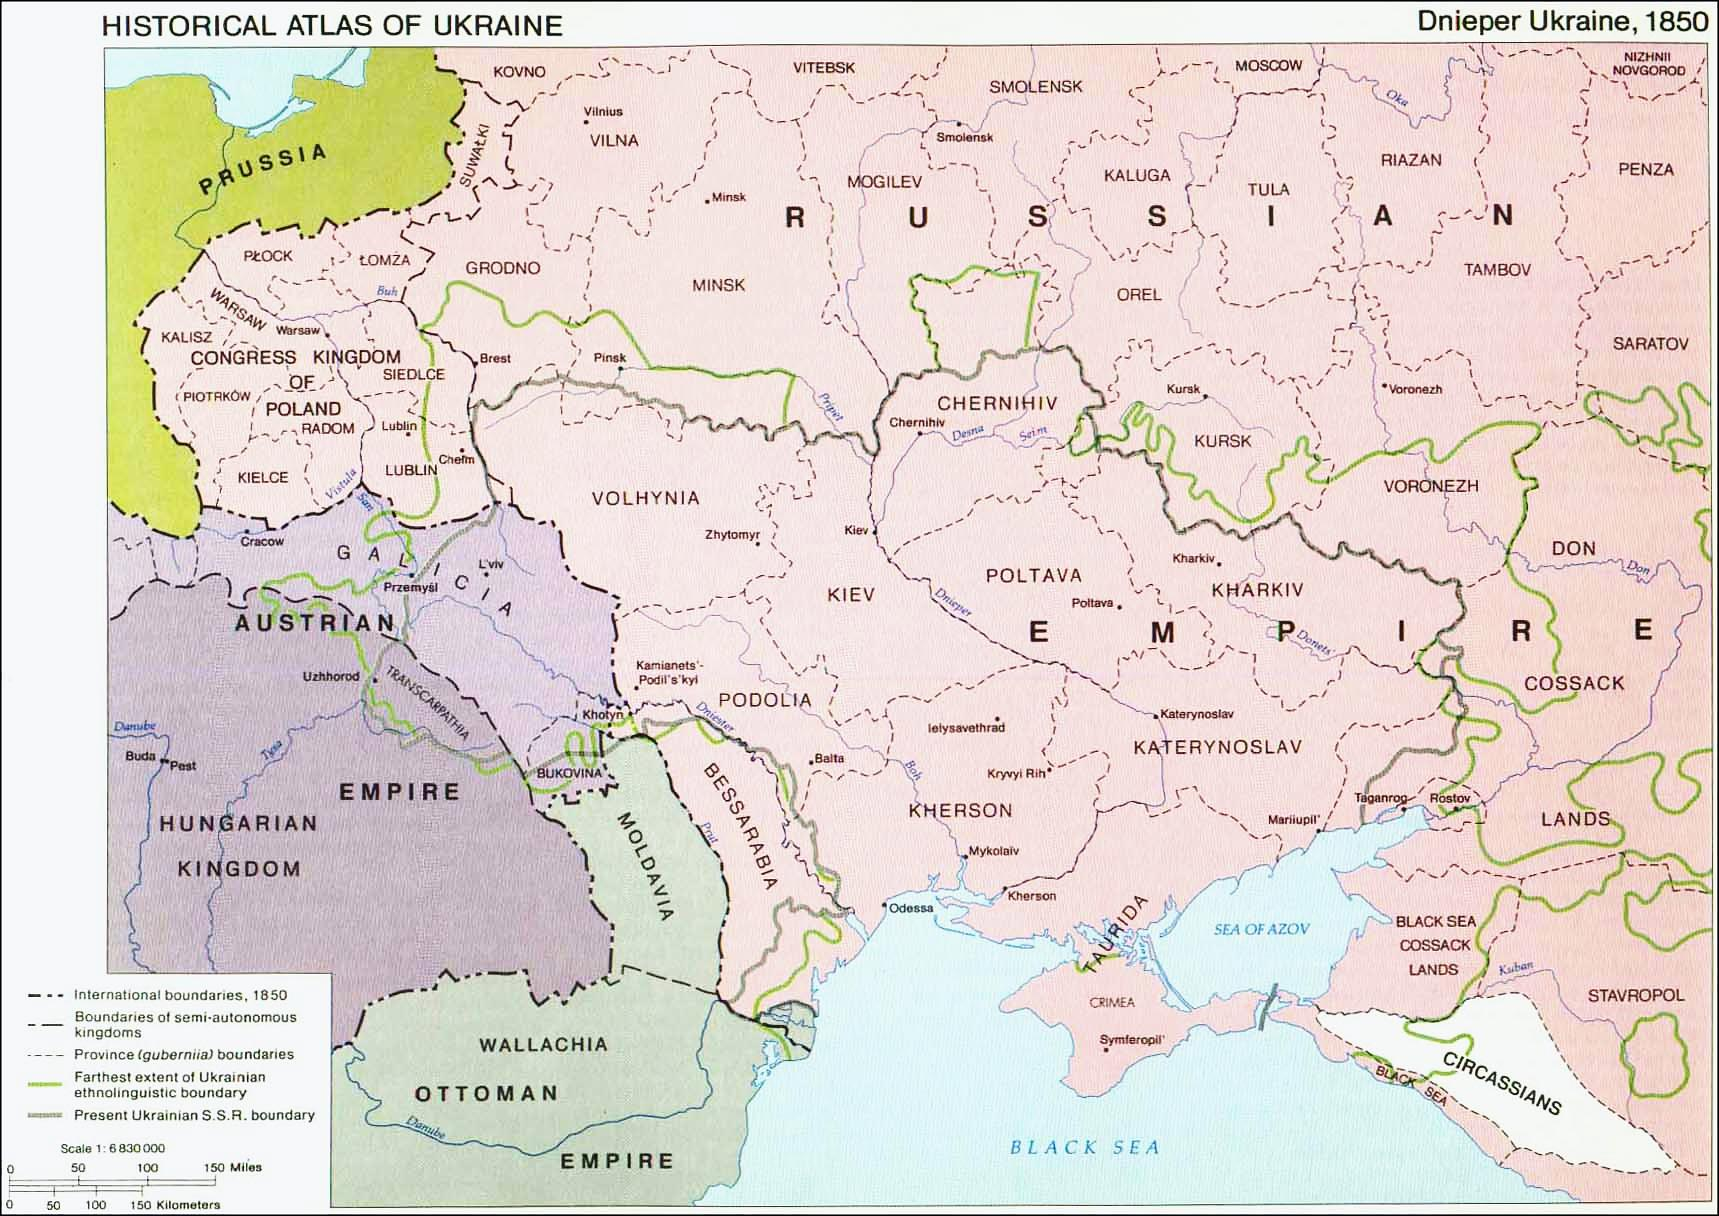 HISTORICAL ATLAS OF UKRAINE
Dnieper Ukraine, 1850
KOVNO
VITEBSK
SMOLENSK
MOSCOW
NIZHNII
NOVGOROD
Oka
Vilnius
VILNA
Smolensk
PRUSSIA
SUWAŁKI
MOGILEV
KALUGA
TULA
RIAZAN
PENZA
Minsk
RUSSIAN
PŁOCK
ŁOMŻA
GRODNO
MINSK
OREL
TAMBOV
Buh
WARSAW
Warsaw
KALISZ
CONGRESS KINGDOM
OF
POLAND
SIEDLCE
PIOTRKÓW
RADOM
Brest
Pinsk
Pripet
SARATOV
Kursk
Voronezh
CHERNIHIV
Chernihiv
Desna
Seim
KURSK
Lublin
Chełm
LUBLIN
KIELCE
Vistula
San
VOLHYNIA
VORONEZH
Cracow
GALICIA
L'viv
Przemyśl
Zhytomyr
Kiev
Kharkiv
KHARKIV
DON
Don
POLTAVA
Poltava
KIEV
Dnieper
Donets'
EMPIRE
AUSTRIAN
Uzhhorod
TRANSCARPATHIA
Kamianets'-
Podil's'kyi
PODOLIA
COSSACK
Khotyn
Dniester
Ielysavethrad
Katerynoslav
KATERYNOSLAV
Danube
Buda
Pest
Tysa
BUKOVINA
Balta
Boh
Kryvyi Rih
EMPIRE
BESSARABIA
KHERSON
Taganrog
Rostov
HUNGARIAN
KINGDOM
MOLDAVIA
Prut
Mariiupil'
LANDS
Mykolaïv
Kherson
Odessa
TAURIDA
SEA OF AZOV
BLACK SEA
COSSACK
LANDS
Kuban
STAVROPOL
CRIMEA
Symferopil'
CIRCASSIANS
BLACK SEA
WALLACHIA
OTTOMAN
Danube
EMPIRE
BLACK SEA
International boundaries, 1850
Boundaries of semi-autonomous
kingdoms
Province (guberniia) boundaries
Farthest extent of Ukrainian
ethnolinguistic boundary
Present Ukrainian S.S.R. boundary
Scale 1: 6 830 000
0 50 100 150 Miles
0 50 100 150 Kilometers